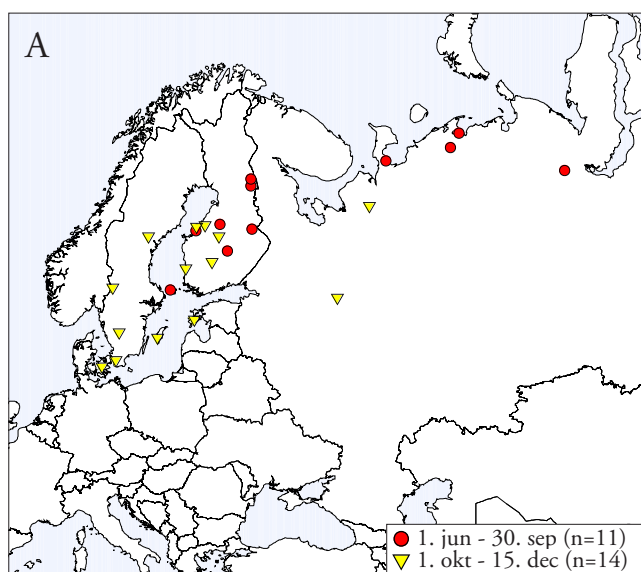 A
1. jun - 30. sep (n=11)
1. okt - 15. dec (n=14)